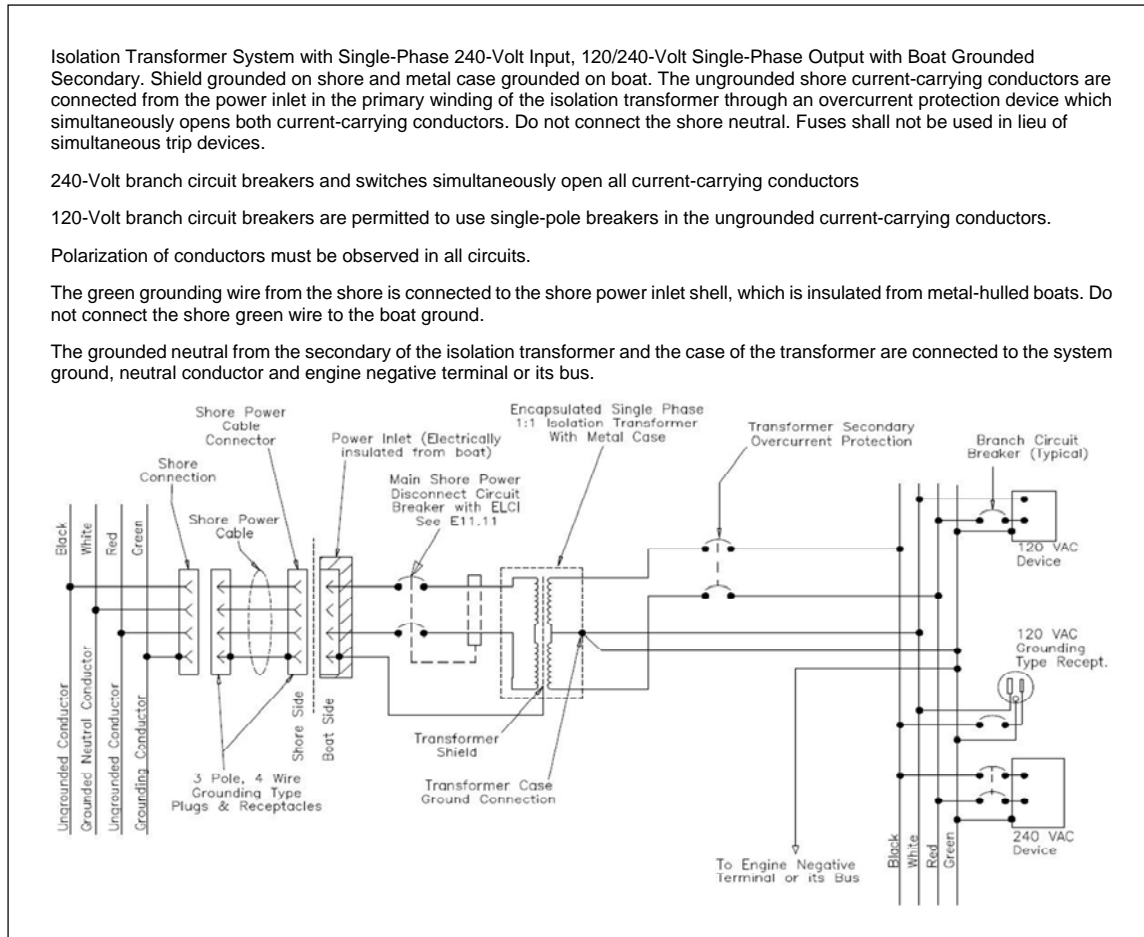 Isolation Transformer System with Single-Phase 240-Volt Input, 120/240-Volt Single-Phase Output with Boat Grounded
Secondary. Shield grounded on shore and metal case grounded on boat. The ungrounded shore current-carrying conductors are
connected from the power inlet in the primary winding of the isolation transformer through an overcurrent protection device which
simultaneously opens both current-carrying conductors. Do not connect the shore neutral. Fuses shall not be used in lieu of
simultaneous trip devices.
240-Volt branch circuit breakers and switches simultaneously open all current-carrying conductors
120-Volt branch circuit breakers are permitted to use single-pole breakers in the ungrounded current-carrying conductors.
Polarization of conductors must be observed in all circuits.
The green grounding wire from the shore is connected to the shore power inlet shell, which is insulated from metal-hulled boats. Do
not connect the shore green wire to the boat ground.
The grounded neutral from the secondary of the isolation transformer and the case of the transformer are connected to the system
ground, neutral conductor and engine negative terminal or its bus.
Shore Power
Cable
Connector
Encapsulated Single Phase
1:1 Isolation Transformer
With Metal Case
Transformer Secondary
Overcurrent Protection
Branch Circuit
Breaker (Typical)
Power Inlet (Electrically
insulated from boat)
Shore
Connection
Main Shore Power
Disconnect Circuit
Breaker with ELCI
See E11.11
Shore Power
Cable
Black
White
Red
Green
120 VAC
Device
120 VAC
Grounding
Type Recept.
Ungrounded Conductor
Grounded Neutral Conductor
Ungrounded Conductor
Grounding Conductor
Shore Side
Boat Side
3 Pole, 4 Wire
Grounding Type
Plugs & Receptacles
Transformer
Shield
Transformer Case
Ground Connection
To Engine Negative
Terminal or its Bus
Black
White
Red
Green
240 VAC
Device